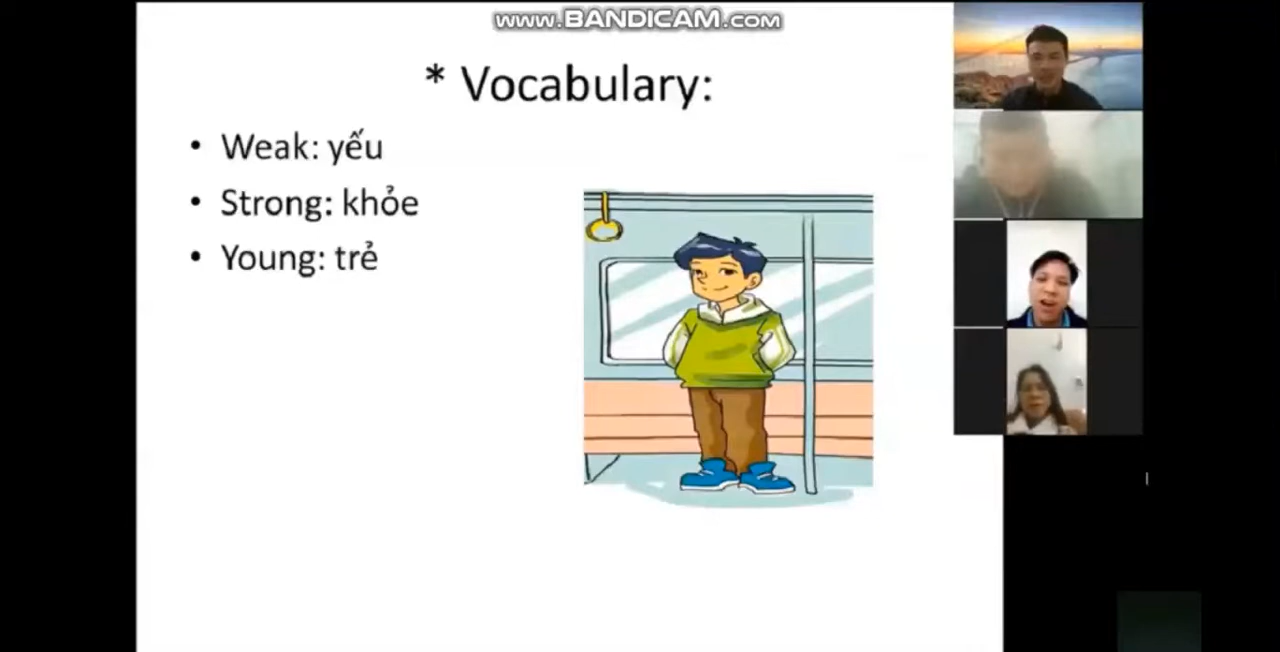 www.BANDICAM.com
* Vocabulary:
• Weak: yếu
• Strong: khỏe
• Young: trẻ